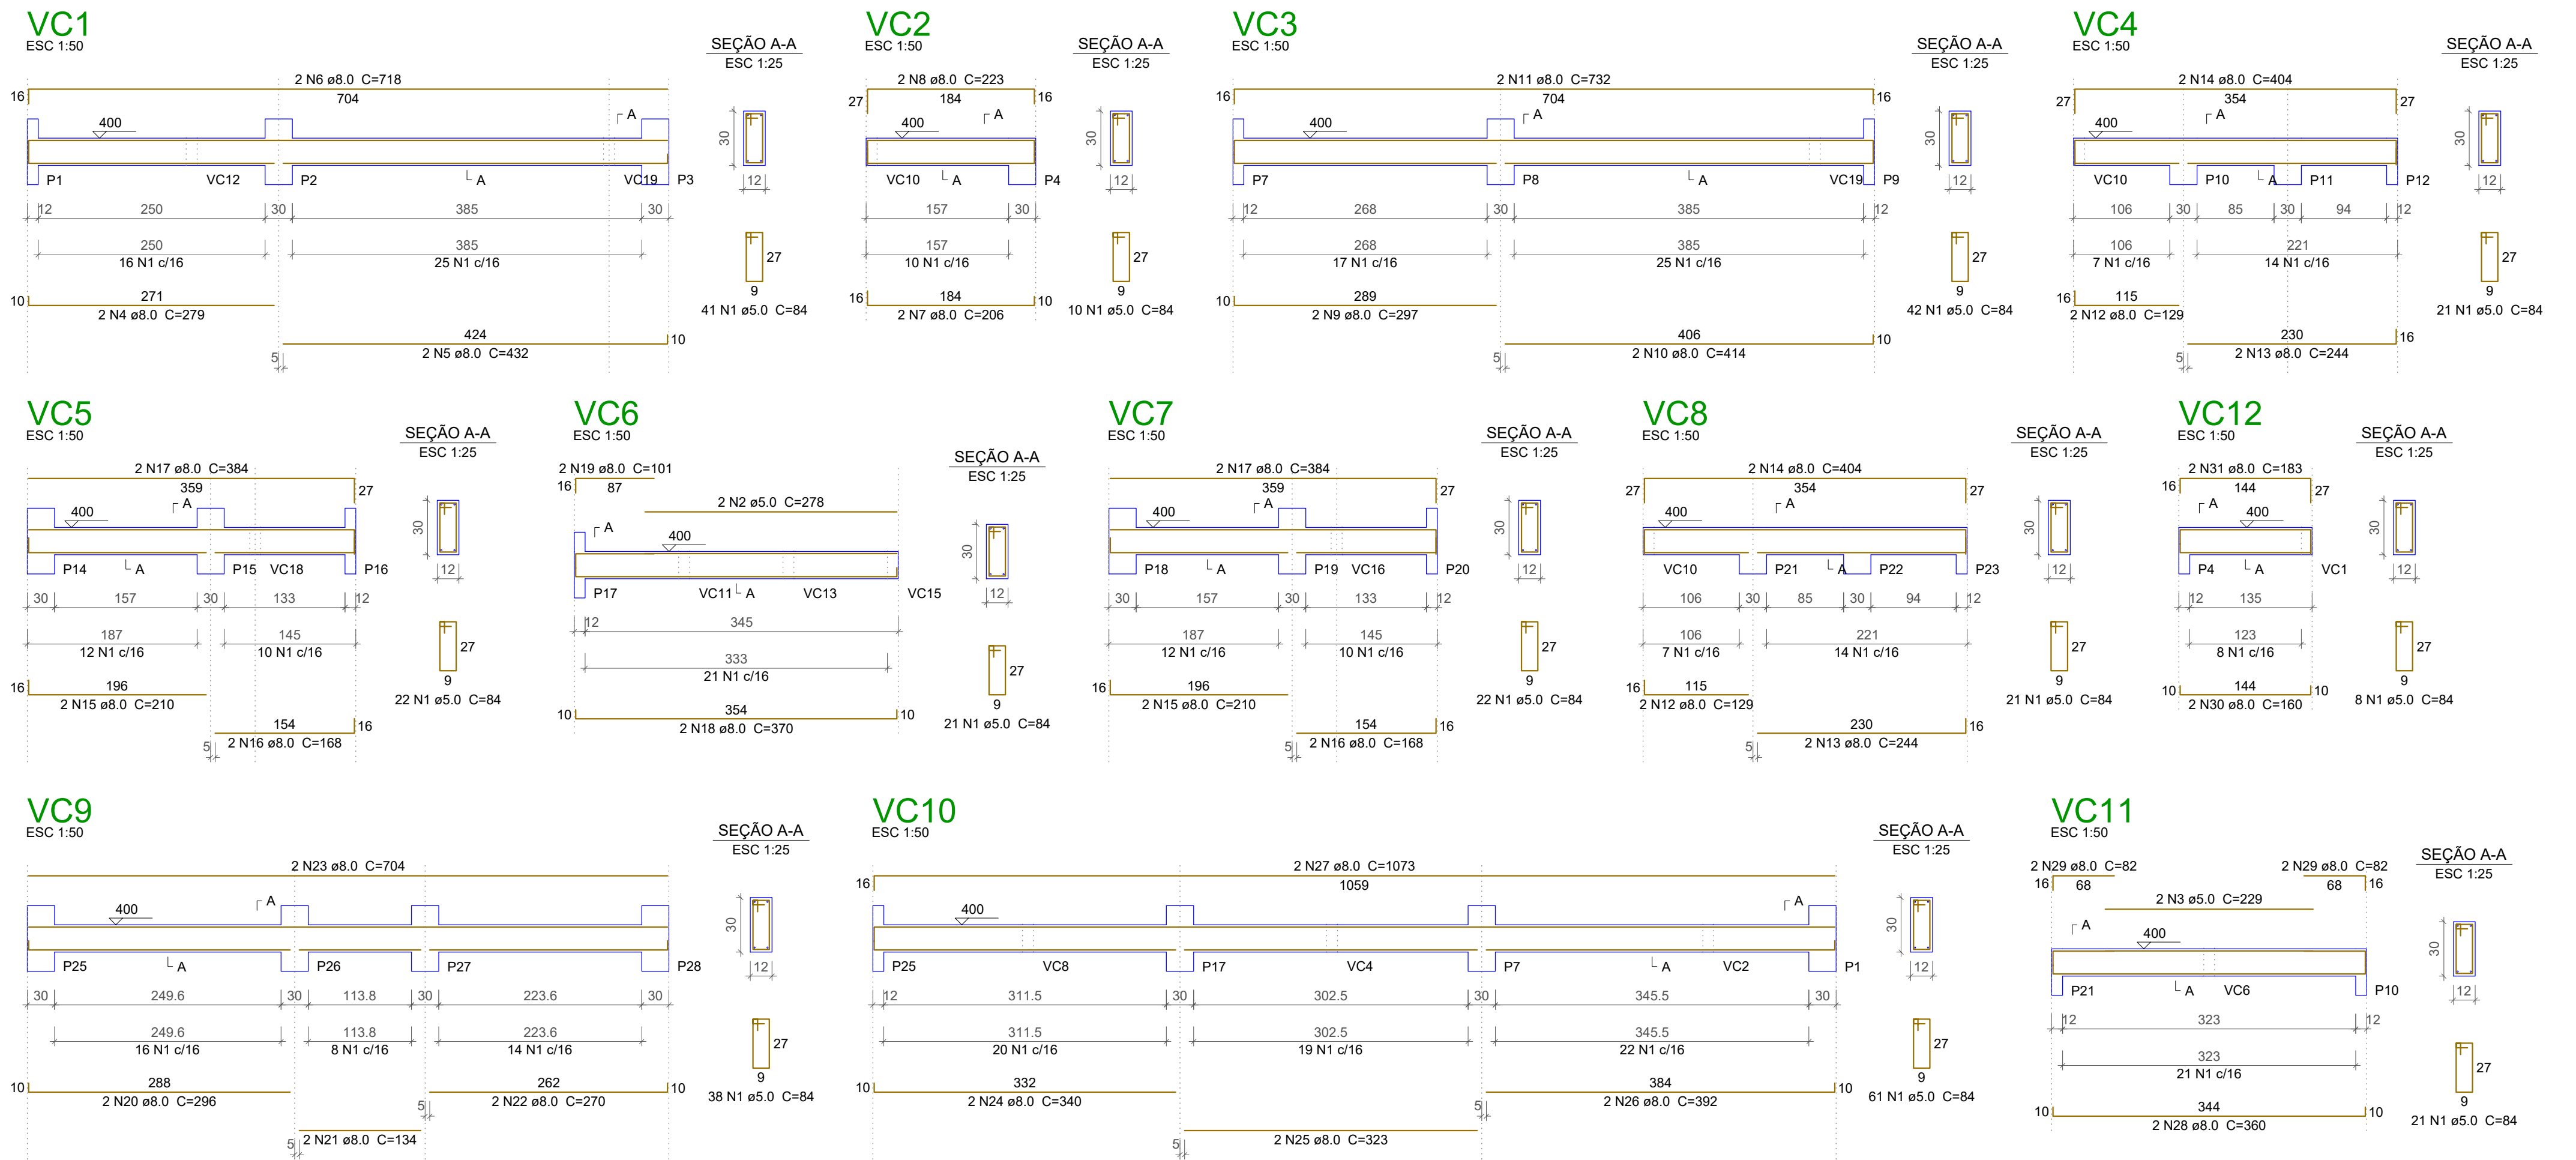 VC1
ESC 1:50
SEÇÃO A-A
ESC 1:25
2 N6 ø8.0 C=718
16
704
A
400
30
12
P1
VC12
P2
A
VC19
P3
12
250
30
385
30
250
385
16 N1 c/16
25 N1 c/16
27
9
41 N1 ø5.0 C=84
10
271
2 N4 ø8.0 C=279
424
10
2 N5 ø8.0 C=432
5
VC2
ESC 1:50
SEÇÃO A-A
ESC 1:25
2 N8 ø8.0 C=223
27
184
16
A
400
30
12
VC10
A
P4
157
30
157
10 N1 c/16
27
9
10 N1 ø5.0 C=84
16
184
10
2 N7 ø8.0 C=206
VC3
ESC 1:50
SEÇÃO A-A
ESC 1:25
2 N11 ø8.0 C=732
16
704
16
A
400
30
12
P7
P8
A
VC19
P9
12
268
30
385
12
268
385
17 N1 c/16
25 N1 c/16
27
9
42 N1 ø5.0 C=84
10
289
2 N9 ø8.0 C=297
406
10
2 N10 ø8.0 C=414
5
VC4
ESC 1:50
SEÇÃO A-A
ESC 1:25
2 N14 ø8.0 C=404
27
354
27
A
400
30
12
VC10
P10
A
P11
P12
106
30
85
30
94
12
106
221
7 N1 c/16
14 N1 c/16
27
9
21 N1 ø5.0 C=84
16
115
2 N12 ø8.0 C=129
230
16
2 N13 ø8.0 C=244
5
VC5
ESC 1:50
SEÇÃO A-A
ESC 1:25
2 N17 ø8.0 C=384
359
27
A
400
30
12
P14
A
P15
VC18
P16
30
157
30
133
12
187
145
12 N1 c/16
10 N1 c/16
27
9
22 N1 ø5.0 C=84
16
196
2 N15 ø8.0 C=210
154
16
2 N16 ø8.0 C=168
5
VC6
ESC 1:50
SEÇÃO A-A
ESC 1:25
2 N19 ø8.0 C=101
16
87
2 N2 ø5.0 C=278
A
400
30
12
P17
VC11
A
VC13
VC15
12
345
333
21 N1 c/16
27
9
21 N1 ø5.0 C=84
10
354
10
2 N18 ø8.0 C=370
VC7
ESC 1:50
SEÇÃO A-A
ESC 1:25
2 N17 ø8.0 C=384
359
27
A
400
30
12
P18
A
P19
VC16
P20
30
157
30
133
12
187
145
12 N1 c/16
10 N1 c/16
27
9
22 N1 ø5.0 C=84
16
196
2 N15 ø8.0 C=210
154
16
2 N16 ø8.0 C=168
5
VC8
ESC 1:50
SEÇÃO A-A
ESC 1:25
2 N14 ø8.0 C=404
27
354
27
A
400
30
12
VC10
P21
A
P22
P23
106
30
85
30
94
12
106
221
7 N1 c/16
14 N1 c/16
27
9
21 N1 ø5.0 C=84
16
115
2 N12 ø8.0 C=129
230
16
2 N13 ø8.0 C=244
5
VC12
ESC 1:50
SEÇÃO A-A
ESC 1:25
2 N31 ø8.0 C=183
16
144
27
A
400
30
12
P4
A
VC1
12
135
123
8 N1 c/16
27
9
8 N1 ø5.0 C=84
10
144
10
2 N30 ø8.0 C=160
VC9
ESC 1:50
SEÇÃO A-A
ESC 1:25
2 N23 ø8.0 C=704
A
400
30
12
P25
A
P26
P27
P28
30
249.6
30
113.8
30
223.6
30
249.6
113.8
223.6
16 N1 c/16
8 N1 c/16
14 N1 c/16
27
9
38 N1 ø5.0 C=84
10
288
2 N20 ø8.0 C=296
262
10
2 N22 ø8.0 C=270
5
2 N21 ø8.0 C=134
5
VC10
ESC 1:50
SEÇÃO A-A
ESC 1:25
2 N27 ø8.0 C=1073
16
1059
A
400
30
12
P25
VC8
P17
VC4
P7
A
VC2
P1
12
311.5
30
302.5
30
345.5
30
311.5
302.5
345.5
20 N1 c/16
19 N1 c/16
22 N1 c/16
27
9
61 N1 ø5.0 C=84
10
332
2 N24 ø8.0 C=340
384
10
2 N26 ø8.0 C=392
5
2 N25 ø8.0 C=323
5
VC11
ESC 1:50
SEÇÃO A-A
ESC 1:25
2 N29 ø8.0 C=82
2 N29 ø8.0 C=82
16
68
68
16
2 N3 ø5.0 C=229
A
400
30
12
P21
A
VC6
P10
12
323
12
323
21 N1 c/16
27
9
21 N1 ø5.0 C=84
10
344
10
2 N28 ø8.0 C=360